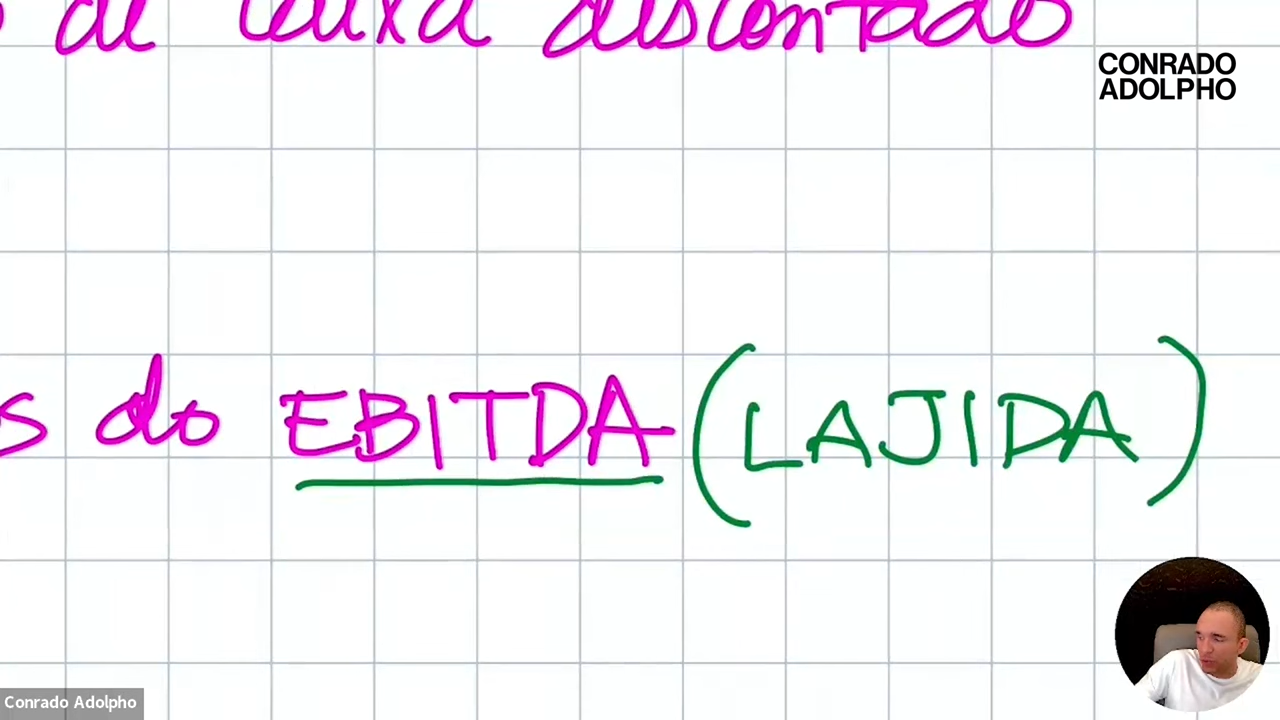 de caixa descontado
CONRADO
ADOLPHO
s do EBITDA (LAJIDA)
Conrado Adolpho